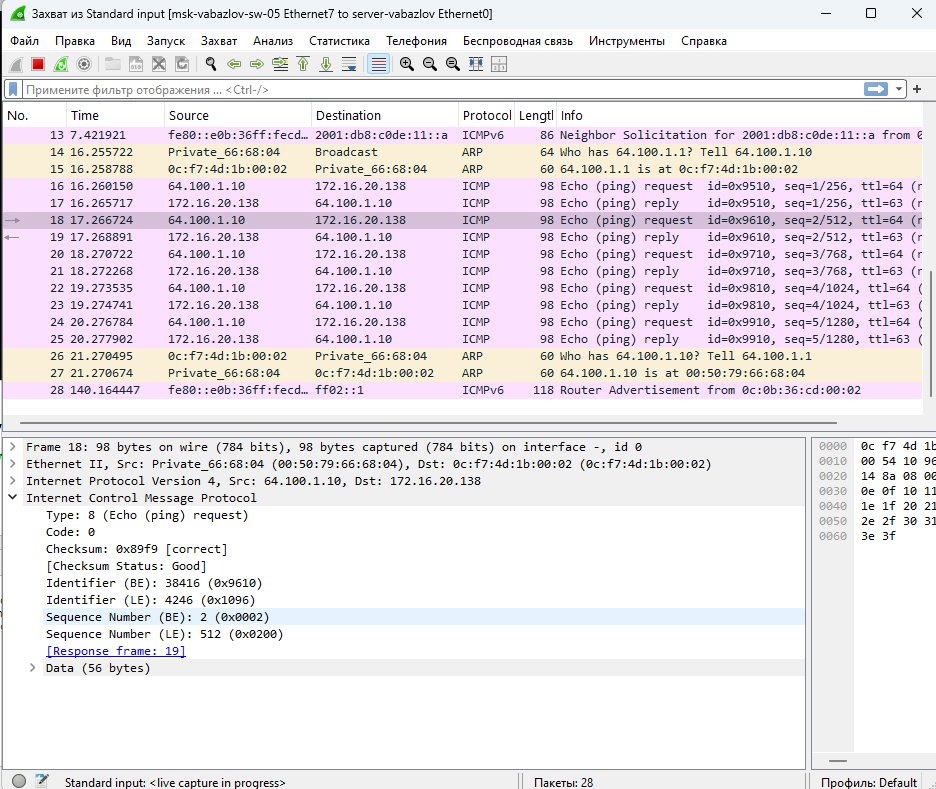 Захват из Standard input [msk-vabazlov-sw-05 Ethernet7 to server-vabazlov Ethernet0]
Файл Правка Вид Запуск Захват Анализ Статистика Телефония Беспроводная связь Инструменты Справка
Примените фильтр отображения ... <Ctrl-/>
No. Time Source Destination Protocol Lengtl Info
13 7.421921 fe80::e0b:36ff:fecd… 2001:db8:c0de:11::a ICMPv6 86 Neighbor Solicitation for 2001:db8:c0de:11::a from 0
14 16.255722 Private_66:68:04 Broadcast ARP 64 Who has 64.100.1.1? Tell 64.100.1.10
15 16.258788 0c:f7:4d:1b:00:02 Private_66:68:04 ARP 60 64.100.1.1 is at 0c:f7:4d:1b:00:02
16 16.260150 64.100.1.10 172.16.20.138 ICMP 98 Echo (ping) request id=0x9510, seq=1/256, ttl=64 (r
17 16.265717 172.16.20.138 64.100.1.10 ICMP 98 Echo (ping) reply id=0x9510, seq=1/256, ttl=63 (r
18 17.266724 64.100.1.10 172.16.20.138 ICMP 98 Echo (ping) request id=0x9610, seq=2/512, ttl=64 (r
19 17.268891 172.16.20.138 64.100.1.10 ICMP 98 Echo (ping) reply id=0x9610, seq=2/512, ttl=63 (r
20 18.270722 64.100.1.10 172.16.20.138 ICMP 98 Echo (ping) request id=0x9710, seq=3/768, ttl=64 (r
21 18.272268 172.16.20.138 64.100.1.10 ICMP 98 Echo (ping) reply id=0x9710, seq=3/768, ttl=63 (r
22 19.273535 64.100.1.10 172.16.20.138 ICMP 98 Echo (ping) request id=0x9810, seq=4/1024, ttl=64 (
23 19.274741 172.16.20.138 64.100.1.10 ICMP 98 Echo (ping) reply id=0x9810, seq=4/1024, ttl=63 (
24 20.276784 64.100.1.10 172.16.20.138 ICMP 98 Echo (ping) request id=0x9910, seq=5/1280, ttl=64 (
25 20.277902 172.16.20.138 64.100.1.10 ICMP 98 Echo (ping) reply id=0x9910, seq=5/1280, ttl=63 (
26 21.270495 0c:f7:4d:1b:00:02 Private_66:68:04 ARP 60 Who has 64.100.1.10? Tell 64.100.1.1
27 21.270674 Private_66:68:04 0c:f7:4d:1b:00:02 ARP 60 64.100.1.10 is at 00:50:79:66:68:04
28 140.164447 fe80::e0b:36ff:fecd… ff02::1 ICMPv6 118 Router Advertisement from 0c:0b:36:cd:00:02
Frame 18: 98 bytes on wire (784 bits), 98 bytes captured (784 bits) on interface -, id 0
Ethernet II, Src: Private_66:68:04 (00:50:79:66:68:04), Dst: 0c:f7:4d:1b:00:02 (0c:f7:4d:1b:00:02)
Internet Protocol Version 4, Src: 64.100.1.10, Dst: 172.16.20.138
Internet Control Message Protocol
Type: 8 (Echo (ping) request)
Code: 0
Checksum: 0x89f9 [correct]
[Checksum Status: Good]
Identifier (BE): 38416 (0x9610)
Identifier (LE): 4246 (0x1096)
Sequence Number (BE): 2 (0x0002)
Sequence Number (LE): 512 (0x0200)
[Response frame: 19]
Data (56 bytes)
0000 0c f7 4d 1b
0010 00 54 10 96
0020 14 8a 08 00
0030 0e 0f 10 11
0040 1e 1f 20 21
0050 2e 2f 30 31
0060 3e 3f
Standard input: <live capture in progress> Пакеты: 28 Профиль: Default